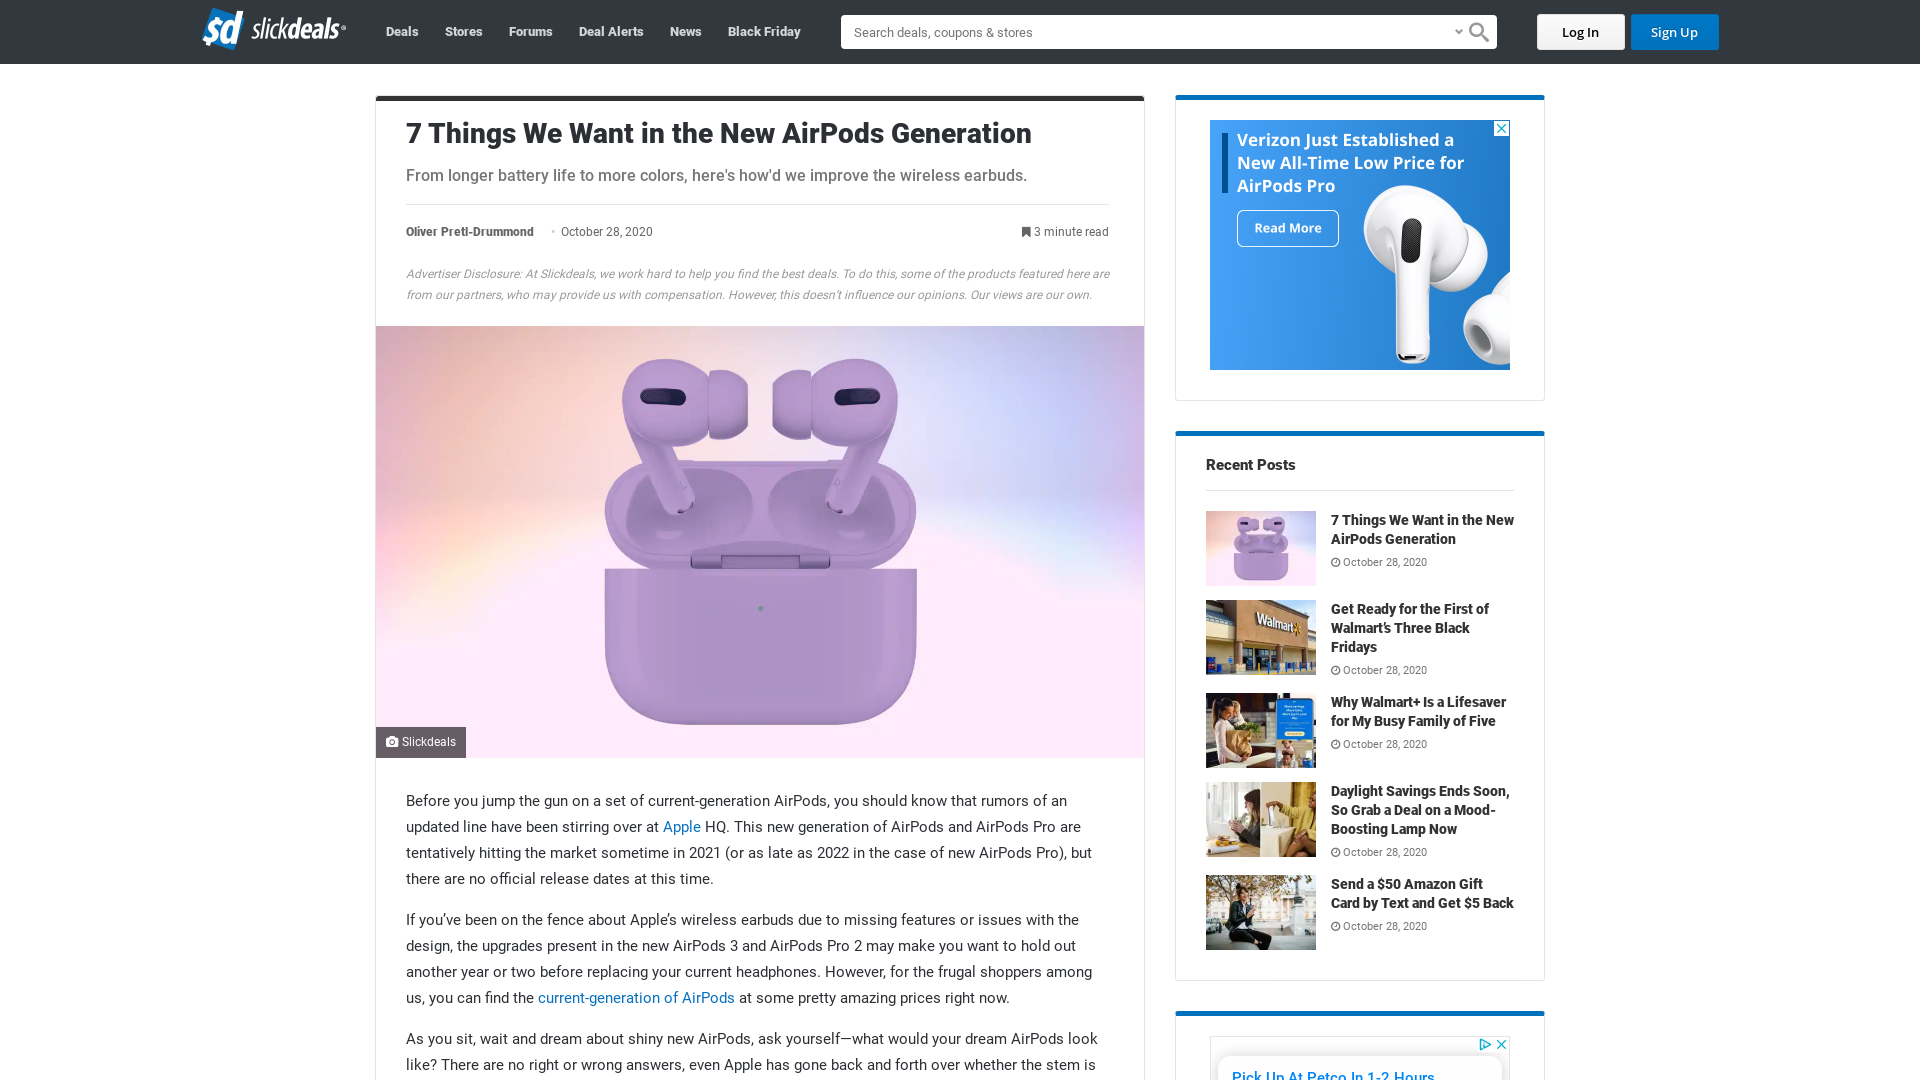 sd slickdeals
Deals
Stores
Forums
Deal Alerts
News
Black Friday
Search deals, coupons & stores
Log In
Sign Up
7 Things We Want in the New AirPods Generation
From longer battery life to more colors, here's how'd we improve the wireless earbuds.
Oliver Pretl-Drummond • October 28, 2020
3 minute read
Advertiser Disclosure: At Slickdeals, we work hard to help you find the best deals. To do this, some of the products featured here are
from our partners, who may provide us with compensation. However, this doesn’t influence our opinions. Our views are our own.
Slickdeals
Before you jump the gun on a set of current-generation AirPods, you should know that rumors of an
updated line have been stirring over at Apple HQ. This new generation of AirPods and AirPods Pro are
tentatively hitting the market sometime in 2021 (or as late as 2022 in the case of new AirPods Pro), but
there are no official release dates at this time.
If you’ve been on the fence about Apple’s wireless earbuds due to missing features or issues with the
design, the upgrades present in the new AirPods 3 and AirPods Pro 2 may make you want to hold out
another year or two before replacing your current headphones. However, for the frugal shoppers among
us, you can find the current-generation of AirPods at some pretty amazing prices right now.
As you sit, wait and dream about shiny new AirPods, ask yourself—what would your dream AirPods look
like? There are no right or wrong answers, even Apple has gone back and forth over whether the stem is
Verizon Just Established a
New All-Time Low Price for
AirPods Pro
Read More
Recent Posts
7 Things We Want in the New
AirPods Generation
October 28, 2020
Walmart
Get Ready for the First of
Walmart’s Three Black
Fridays
October 28, 2020
Why Walmart+ Is a Lifesaver
for My Busy Family of Five
October 28, 2020
Daylight Savings Ends Soon,
So Grab a Deal on a Mood-
Boosting Lamp Now
October 28, 2020
Send a $50 Amazon Gift
Card by Text and Get $5 Back
October 28, 2020
Pick Up At Petco In 1-2 Hours